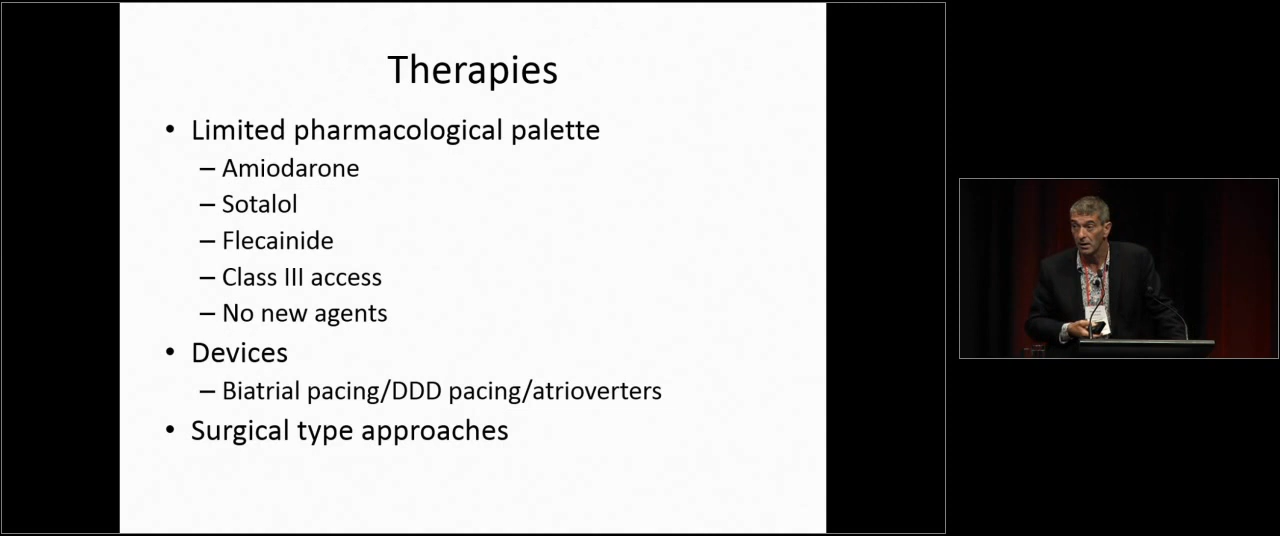 Therapies
• Limited pharmacological palette
– Amiodarone
– Sotalol
– Flecainide
– Class III access
– No new agents
• Devices
– Biatrial pacing/DDD pacing/atrioverters
• Surgical type approaches